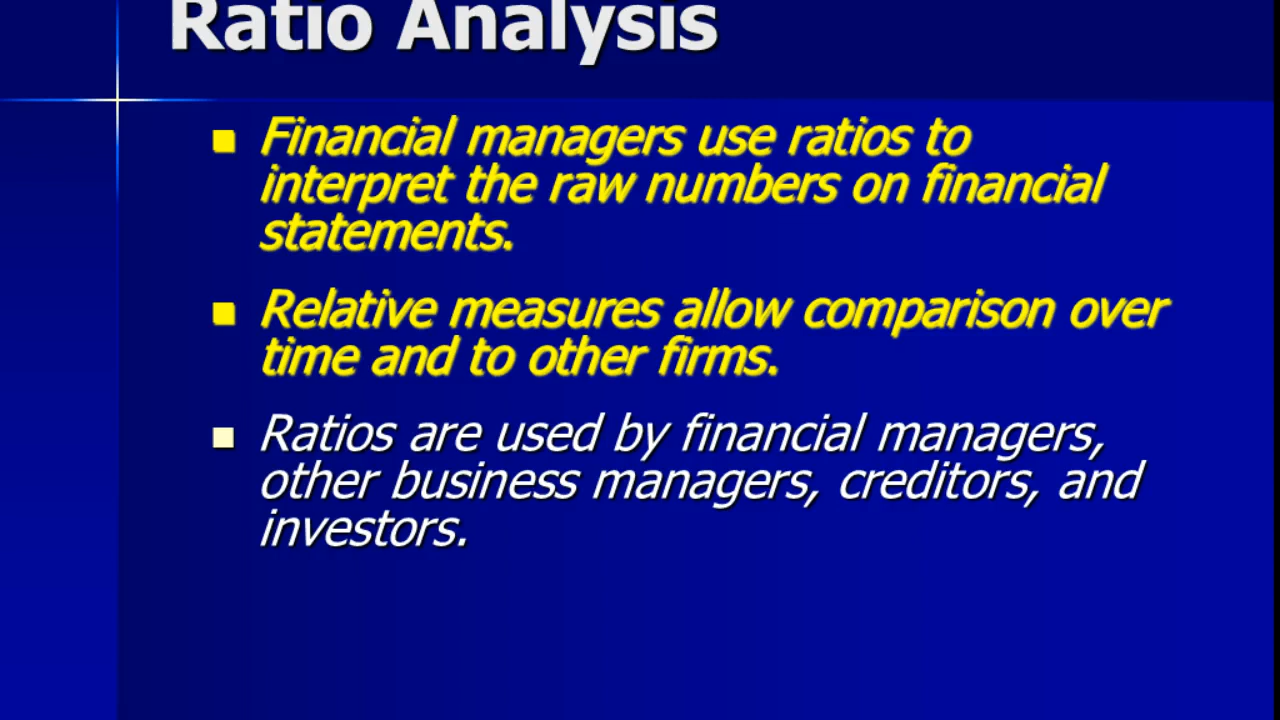 Ratio Analysis
Financial managers use ratios to
interpret the raw numbers on financial
statements.
Relative measures allow comparison over
time and to other firms.
Ratios are used by financial managers,
other business managers, creditors, and
investors.